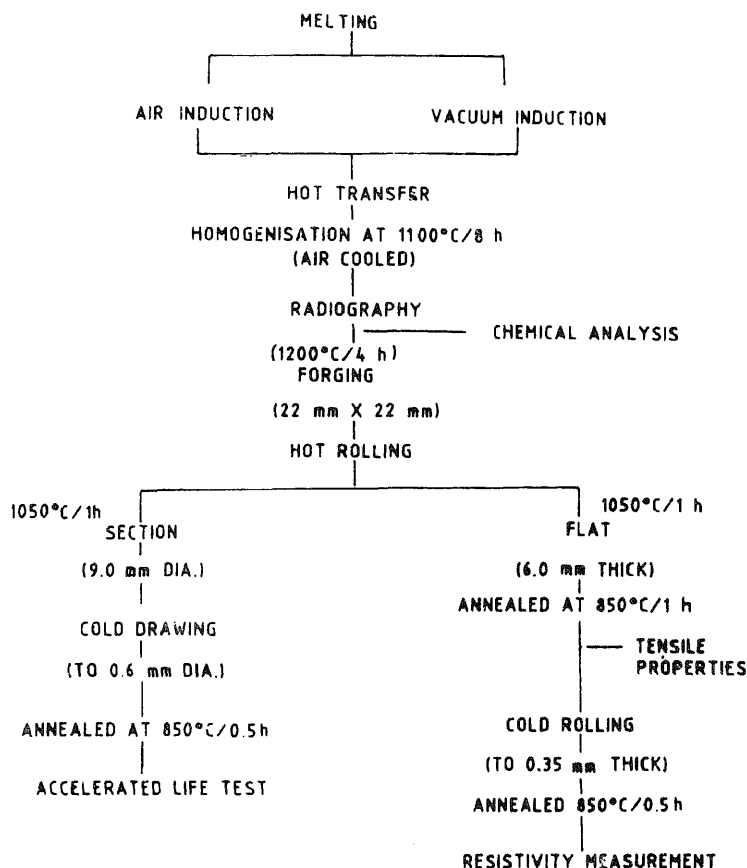 MELTING
AIR INDUCTION
VACUUM INDUCTION
HOT TRANSFER
HOMOGENISATION AT 1100°C/8 h
(AIR COOLED)
RADIOGRAPHY
CHEMICAL ANALYSIS
(1200°C/4 h)
FORGING
(22 mm X 22 mm)
HOT ROLLING
1050°C/1h
SECTION
(9.0 mm DIA.)
COLD DRAWING
(TO 0.6 mm DIA.)
ANNEALED AT 850°C/0.5h
ACCELERATED LIFE TEST
1050°C/1 h
FLAT
(6.0 mm THICK)
ANNEALED AT 850°C/1 h
TENSILE
PROPERTIES
COLD ROLLING
(TO 0.35 mm THICK)
ANNEALED 850°C/0.5h
RESISTIVITY MEASUREMENT